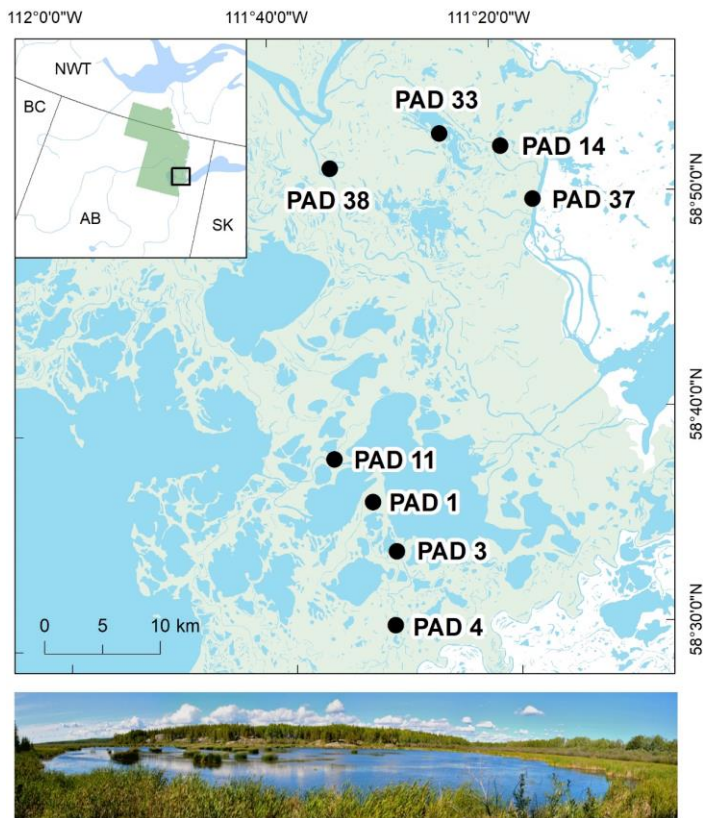 112°0'0"W
111°40'0"W
111°20'0"W
NWT
BC
AB
SK
PAD 33
PAD 14
PAD 38
PAD 37
58°50'0"N
58°40'0"N
PAD 11
PAD 1
PAD 3
PAD 4
58°30'0"N
0 5 10 km